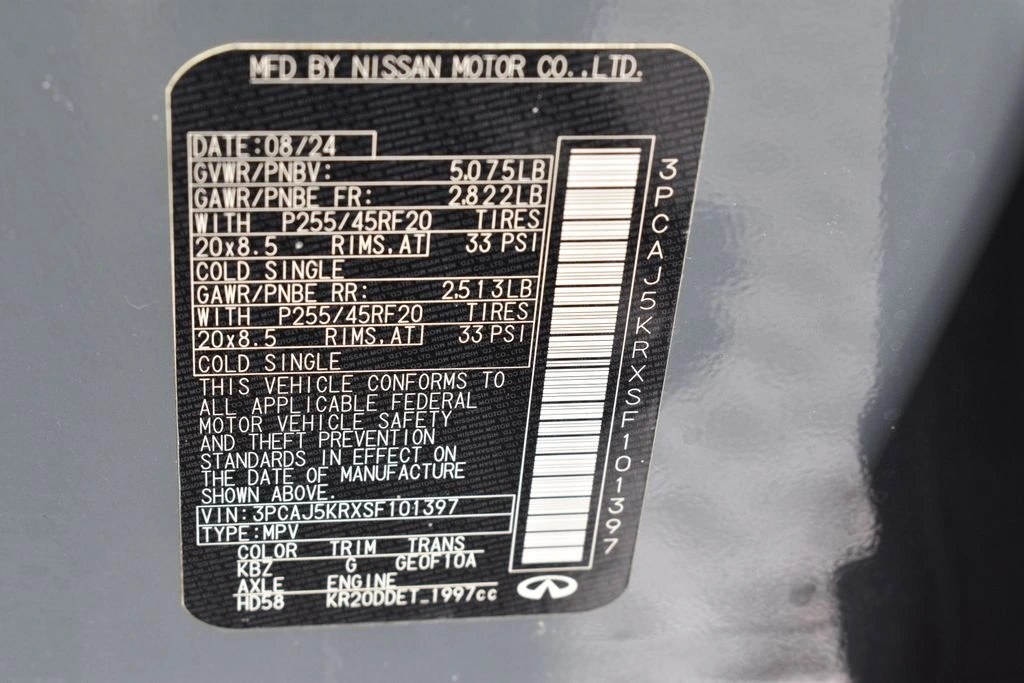 MFD BY NISSAN MOTOR CO.,LTD.
DATE:08/24
GVWR/PNBV: 5,075LB
GAWR/PNBE FR: 2,822LB
WITH P255/45RF20 TIRES
20x8.5 RIMS,AT 33 PSI
COLD SINGLE
GAWR/PNBE RR: 2,513LB
WITH P255/45RF20 TIRES
20x8.5 RIMS,AT 33 PSI
COLD SINGLE
THIS VEHICLE CONFORMS TO
ALL APPLICABLE FEDERAL
MOTOR VEHICLE SAFETY
AND THEFT PREVENTION
STANDARDS IN EFFECT ON
THE DATE OF MANUFACTURE
SHOWN ABOVE.
VIN:3PCAJ5KRXSF101397
TYPE:MPV
COLOR TRIM TRANS
KBZ G GEOF10A
AXLE ENGINE
HD58 KR20DDET_1997cc
3PCAJ5KRXSF101397